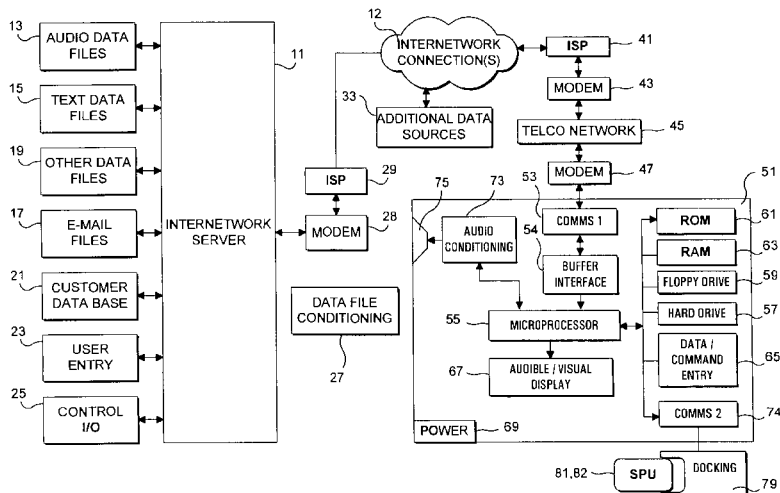 13
AUDIO DATA
FILES
15
TEXT DATA
FILES
19
OTHER DATA
FILES
17
E-MAIL FILES
21
CUSTOMER
DATA BASE
23
USER
ENTRY
25
CONTROL
I/O
11
INTERNETWORK
SERVER
12
INTERNETWORK
CONNECTION(S)
33
ADDITIONAL DATA
SOURCES
ISP
29
MODEM
28
DATA FILE
CONDITIONING
27
ISP
41
MODEM
43
TELCO NETWORK
45
MODEM
47
51
75
73
AUDIO
CONDITIONING
53
COMMS 1
54
BUFFER
INTERFACE
55
MICROPROCESSOR
67
AUDIBLE / VISUAL
DISPLAY
POWER
69
ROM
61
RAM
63
FLOPPY DRIVE
59
HARD DRIVE
57
DATA /
COMMAND
ENTRY
65
COMMS 2
74
81,82
SPU
DOCKING
79